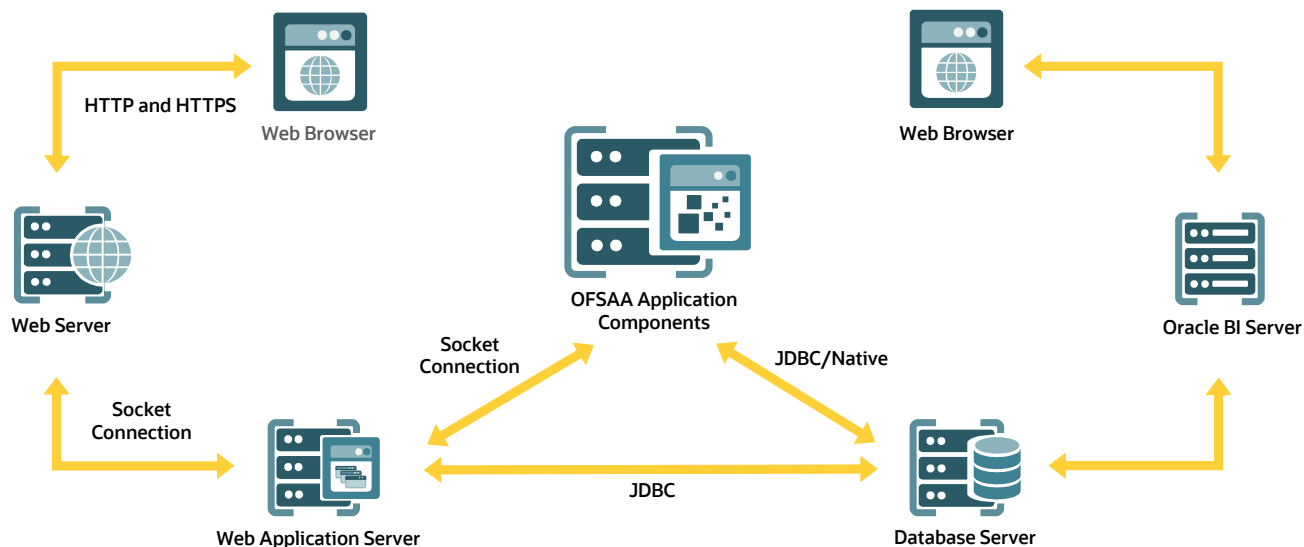 HTTP and HTTPS
Web Browser
Web Browser
OFSAA Application
Components
Web Server
Oracle BI Server
Socket
Connection
JDBC/Native
Socket
Connection
JDBC
Web Application Server
Database Server